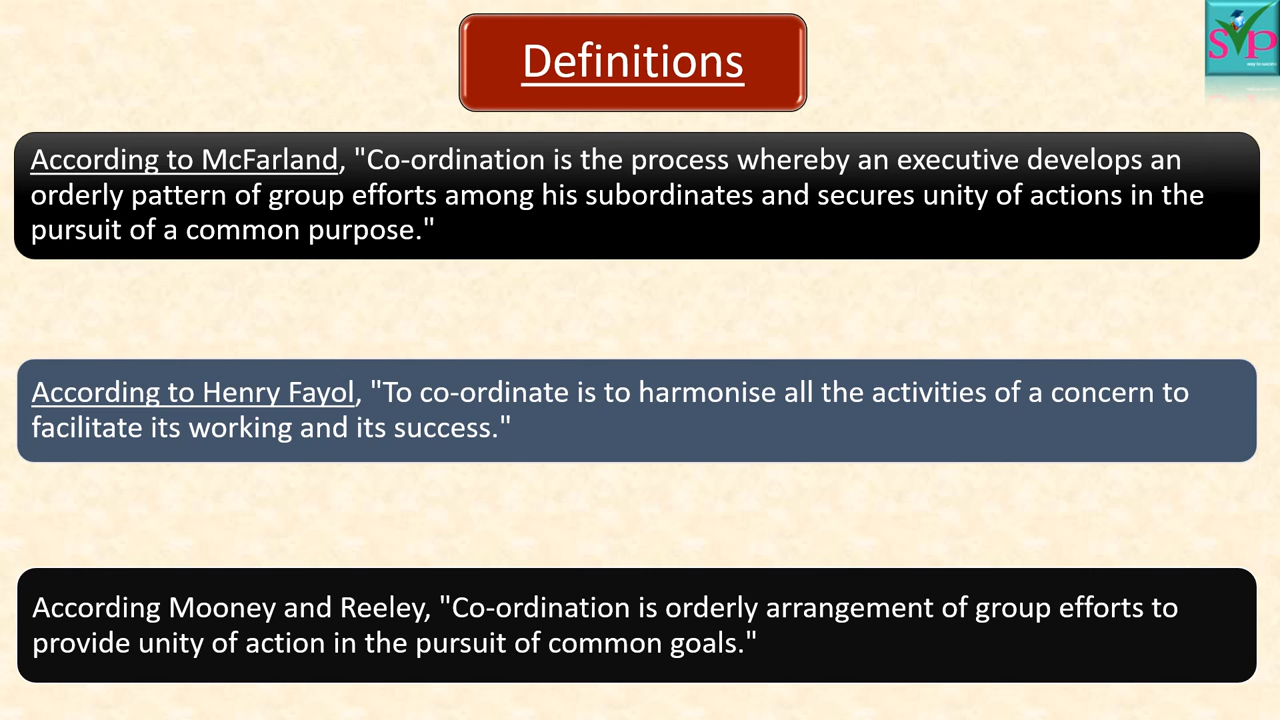 Definitions
SVP
According to McFarland, "Co-ordination is the process whereby an executive develops an
orderly pattern of group efforts among his subordinates and secures unity of actions in the
pursuit of a common purpose."
According to Henry Fayol, "To co-ordinate is to harmonise all the activities of a concern to
facilitate its working and its success."
According Mooney and Reeley, "Co-ordination is orderly arrangement of group efforts to
provide unity of action in the pursuit of common goals."